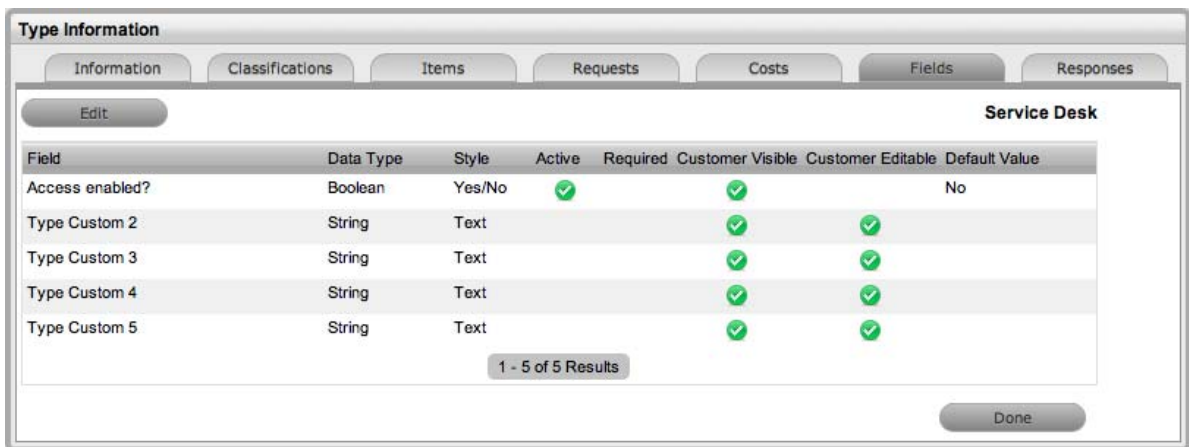 Type Information
Information Classifications Items Requests Costs Fields Responses
Edit Service Desk
Field Data Type Style Active Required Customer Visible Customer Editable Default Value
Access enabled? Boolean Yes/No No
Type Custom 2 String Text
Type Custom 3 String Text
Type Custom 4 String Text
Type Custom 5 String Text
1 - 5 of 5 Results
Done